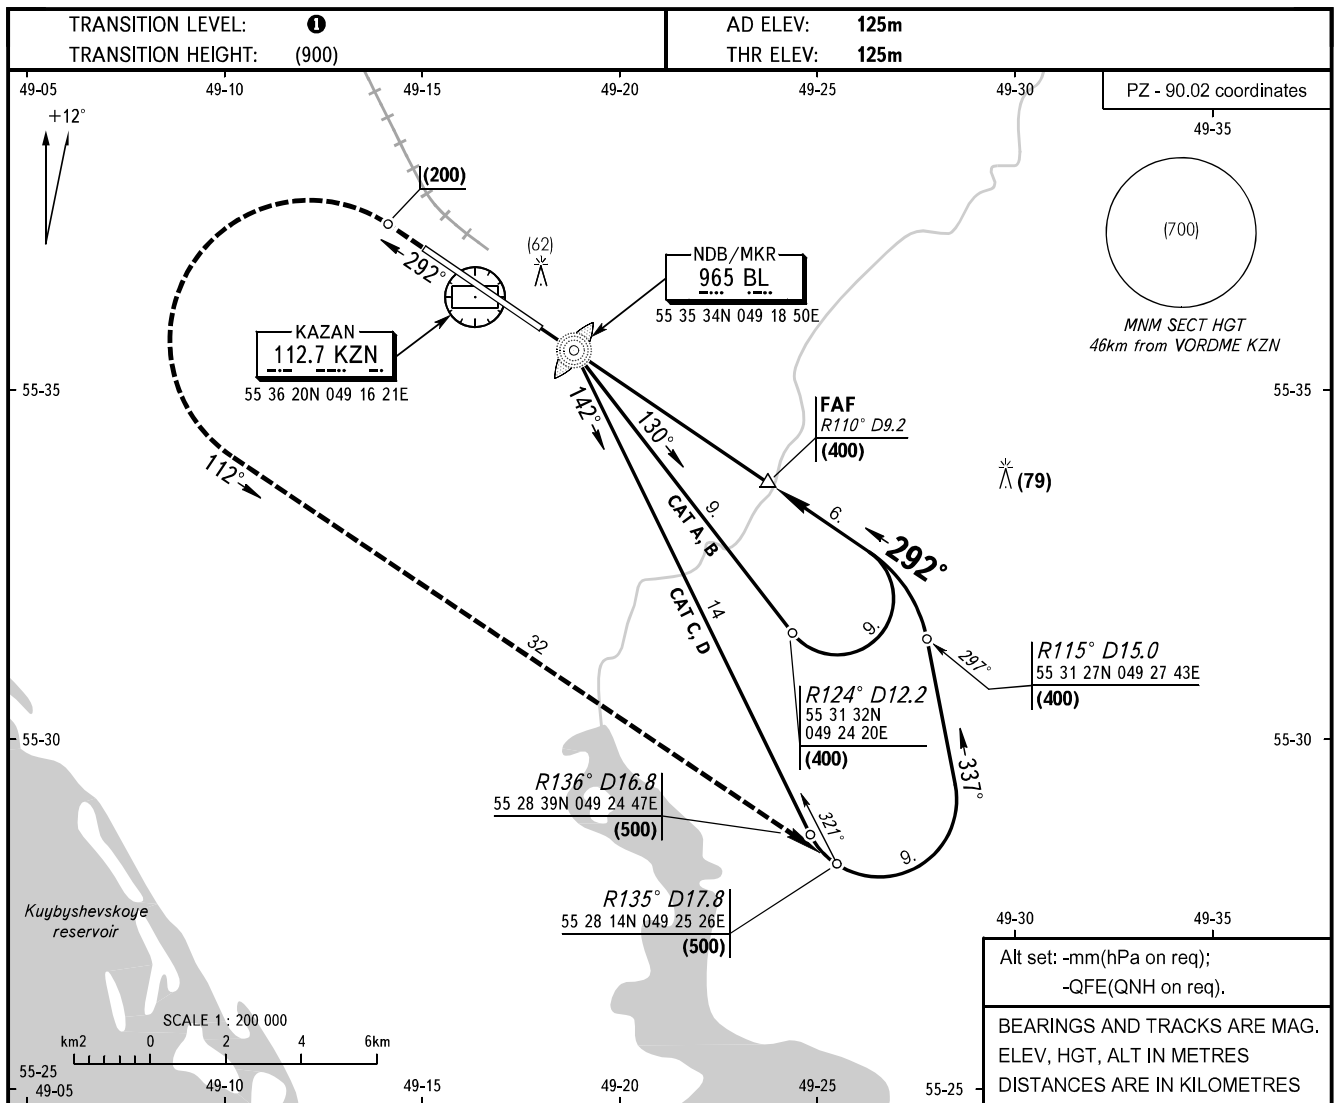 TRANSITION LEVEL: ❶
TRANSITION HEIGHT: (900)
AD ELEV: 125m
THR ELEV: 125m
49-05 49-10 49-15 49-20 49-25 49-30
PZ - 90.02 coordinates
49-35
+12°
(200)
(700)
MNM SECT HGT
46km from VORDME KZN
(62)
NDB/MKR
965 BL
55 35 34N 049 18 50E
292°
KAZAN
112.7 KZN
55 36 20N 049 16 21E
55-35
55-35
142°
130°
FAF
R110° D9.2
(400)
(79)
112°
9.
CAT A, B
6.
292°
14
CAT C, D
9.
32
297°
R115° D15.0
55 31 27N 049 27 43E
(400)
R124° D12.2
55 31 32N
049 24 20E
(400)
55-30
55-30
337°
R136° D16.8
55 28 39N 049 24 47E
(500)
321°
9.
R135° D17.8
55 28 14N 049 25 26E
(500)
Kuybyshevskoye
reservoir
49-30 49-35
Alt set: -mm(hPa on req);
-QFE(QNH on req).
BEARINGS AND TRACKS ARE MAG.
ELEV, HGT, ALT IN METRES
DISTANCES ARE IN KILOMETRES
SCALE 1 : 200 000
km2 0 2 4 6km
55-25
49-05 49-10 49-15 49-20 49-25
55-25